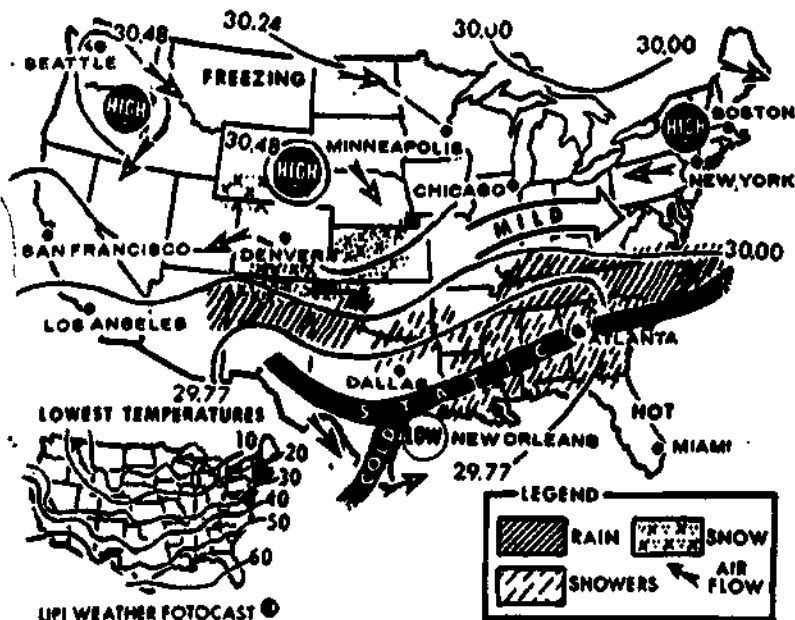 30.48
30.24
30.00
30.00
SEATTLE
FREEZING
HIGH
HIGH
BOSTON
30.48
HIGH
MINNEAPOLIS
NEW YORK
CHICAGO
MILD
SAN FRANCISCO
DENVER
30.00
LOS ANGELES
ATLANTA
29.77
DALLAS
LOWEST TEMPERATURES
HOT
LOW
NEW ORLEANS
MIAMI
COLD
29.77
10
20
30
40
50
60
LEGEND
RAIN
SNOW
SHOWERS
AIR
FLOW
UPI WEATHER FOTOCAST